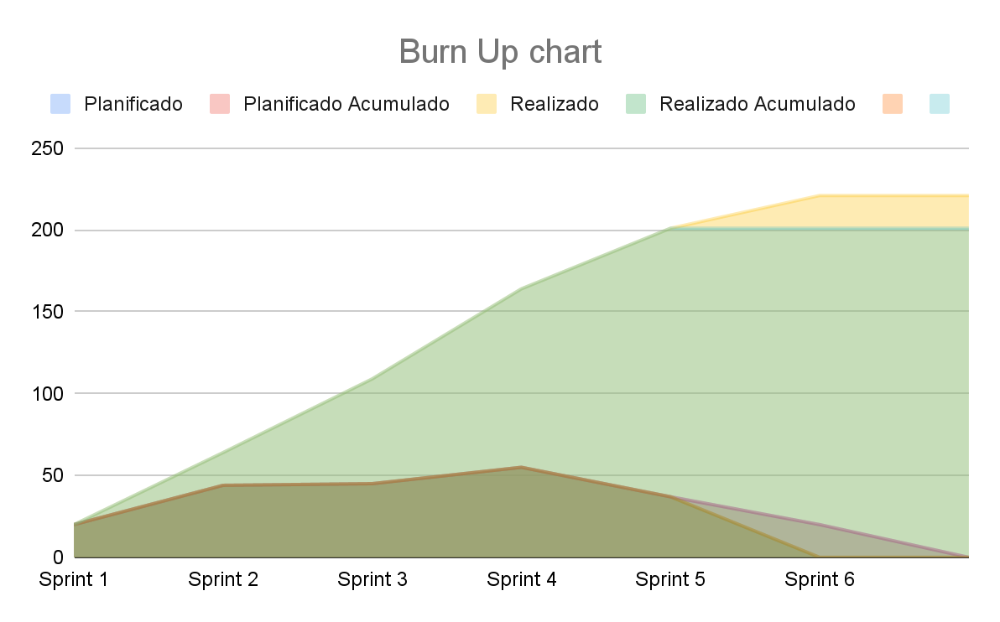 Burn Up chart
Planificado Planificado Acumulado Realizado Realizado Acumulado
250
200
150
100
50
0
Sprint 1 Sprint 2 Sprint 3 Sprint 4 Sprint 5 Sprint 6